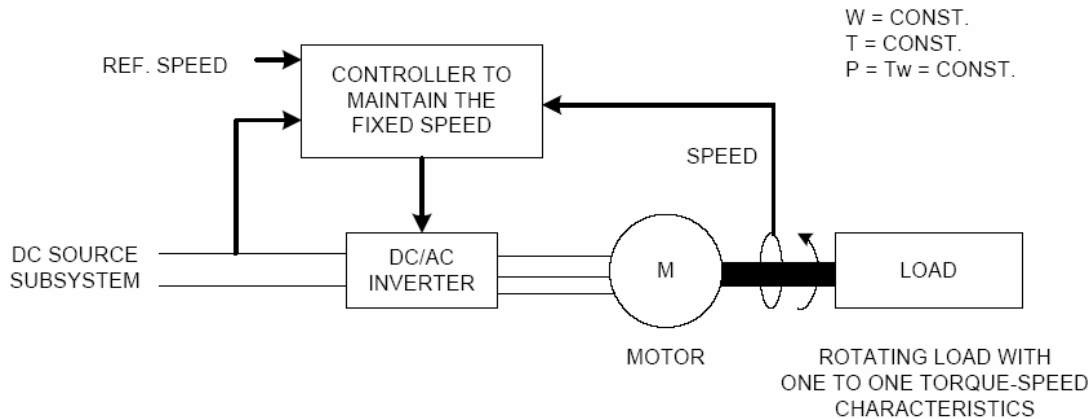 W = CONST.
T = CONST.
P = Tw = CONST.
REF. SPEED
CONTROLLER TO
MAINTAIN THE
FIXED SPEED
SPEED
DC SOURCE
SUBSYSTEM
DC/AC
INVERTER
M
LOAD
MOTOR
ROTATING LOAD WITH
ONE TO ONE TORQUE-SPEED
CHARACTERISTICS